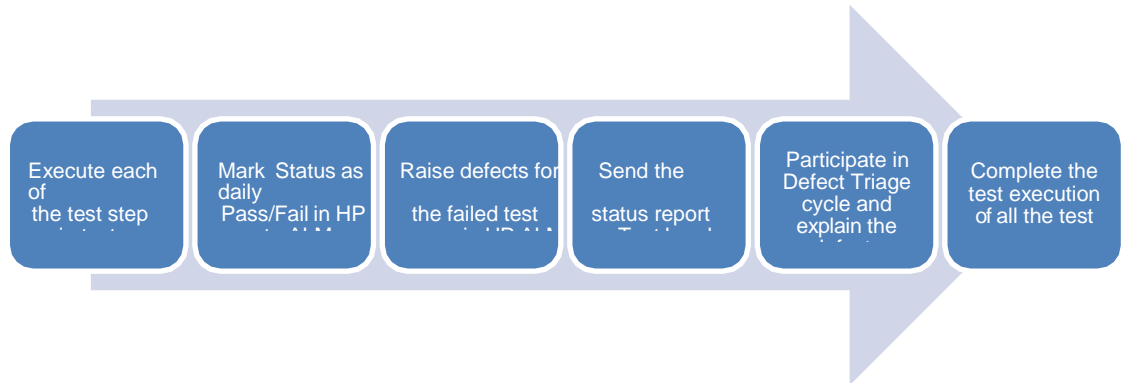 Execute each
of
the test step
Mark Status as
daily
Pass/Fail in HP
Raise defects for
the failed test
Send the
status report
Participate in
Defect Triage
cycle and
explain the
Complete the
test execution
of all the test